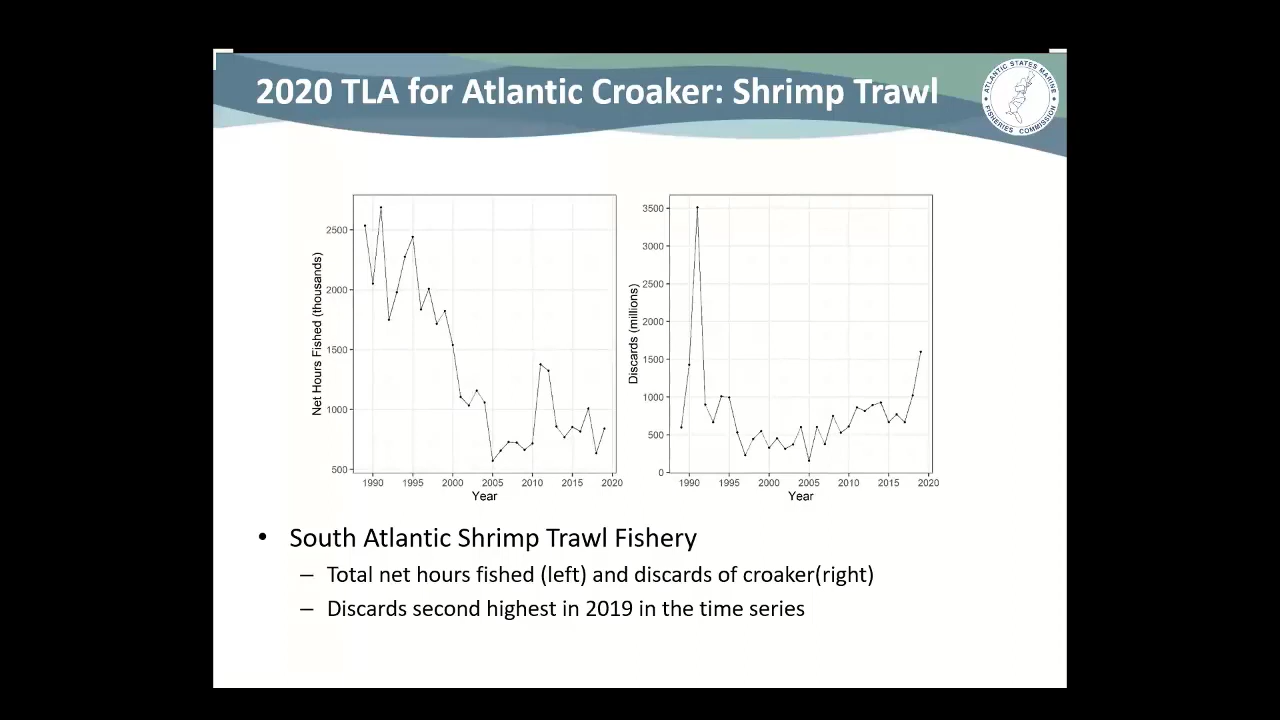 2020 TLA for Atlantic Croaker: Shrimp Trawl
ATLANTIC STATES MARINE
FISHERIES COMMISSION
Net Hours Fished (thousands)
2500
2000
1500
1000
500
1990 1995 2000 2005 2010 2015 2020
Year
Discards (millions)
3500
3000
2500
2000
1500
1000
500
0
1990 1995 2000 2005 2010 2015 2020
Year
• South Atlantic Shrimp Trawl Fishery
– Total net hours fished (left) and discards of croaker(right)
– Discards second highest in 2019 in the time series